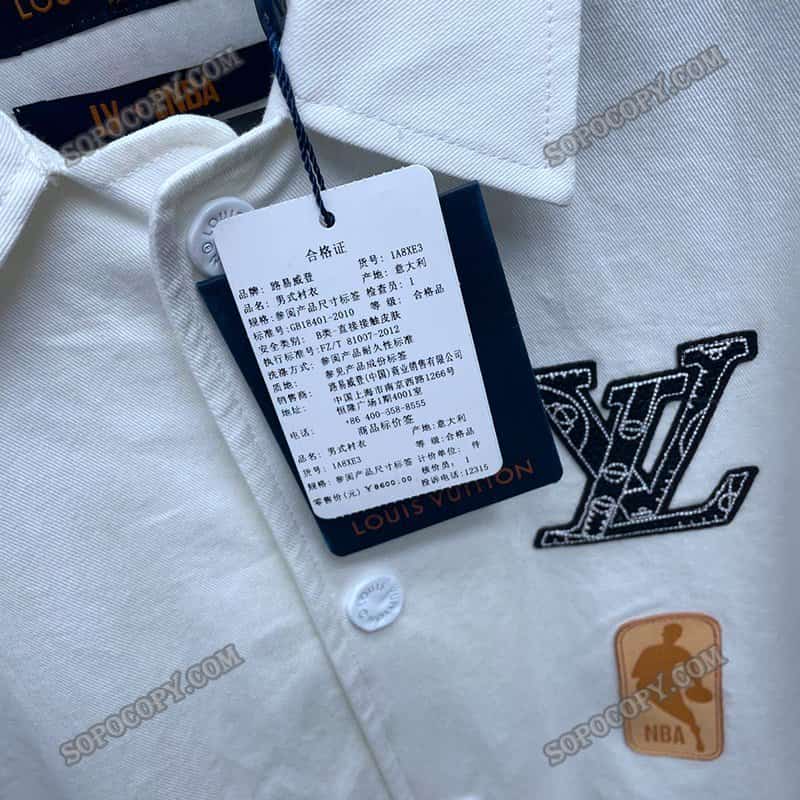 LOUIS
LV NBA
SOPOCOPY.COM
SOPOCOPY.COM
LOUIS
合格证
品牌: 路易威登 货号: 1A8XE3
品名: 男式衬衣 产地: 意大利
规格: 参阅产品尺寸标签 检查员: 1
标准号:GB18401-2010 等 级: 合格品
安全类别: B类-直接接触皮肤
执行标准号:FZ/T 81007-2012
洗涤方式: 参阅产品耐久性标准
质地: 参见产品成份标签
销售商: 路易威登(中国)商业销售有限公司
地址: 中国上海市南京西路1266号
恒隆广场1期4001室
电话: +86 400-658-8555
商品标价签
品名: 男式衬衣 产地:意大利
货号: 1A8XE3 等 级:合格品
规格: 参阅产品尺寸标签 计价单位: 件
核价员: 1
零售价(元) ¥8600.00 投诉电话:12315
LOUIS VUITTON
LV
LOUIS
NBA
SOPOCOPY.COM
SOPOCOPY.COM